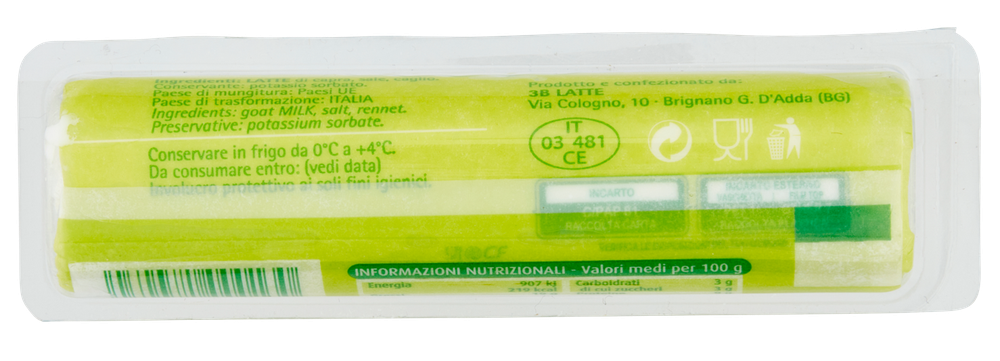 Ingredienti: LATTE di capra, sale, caglio.
Conservante: potassio sorbato.
Paese di mungitura: Paesi UE
Paese di trasformazione: ITALIA
Ingredients: goat MILK, salt, rennet.
Preservative: potassium sorbate.
Conservare in frigo da 0°C a +4°C.
Da consumare entro: (vedi data)
Involucro protettivo ai soli fini igienici.
Prodotto e confezionato da:
3B LATTE
Via Cologno, 10 · Brignano G. D'Adda (BG)
IT
03 481
CE
INCARTO
RACCOLTA CARTA
INCARTO ESTERNO
INFORMAZIONI NUTRIZIONALI - Valori medi per 100 g
Energia 907 kj
219 kcal
Carboidrati 3 g
di cui zuccheri 3 g